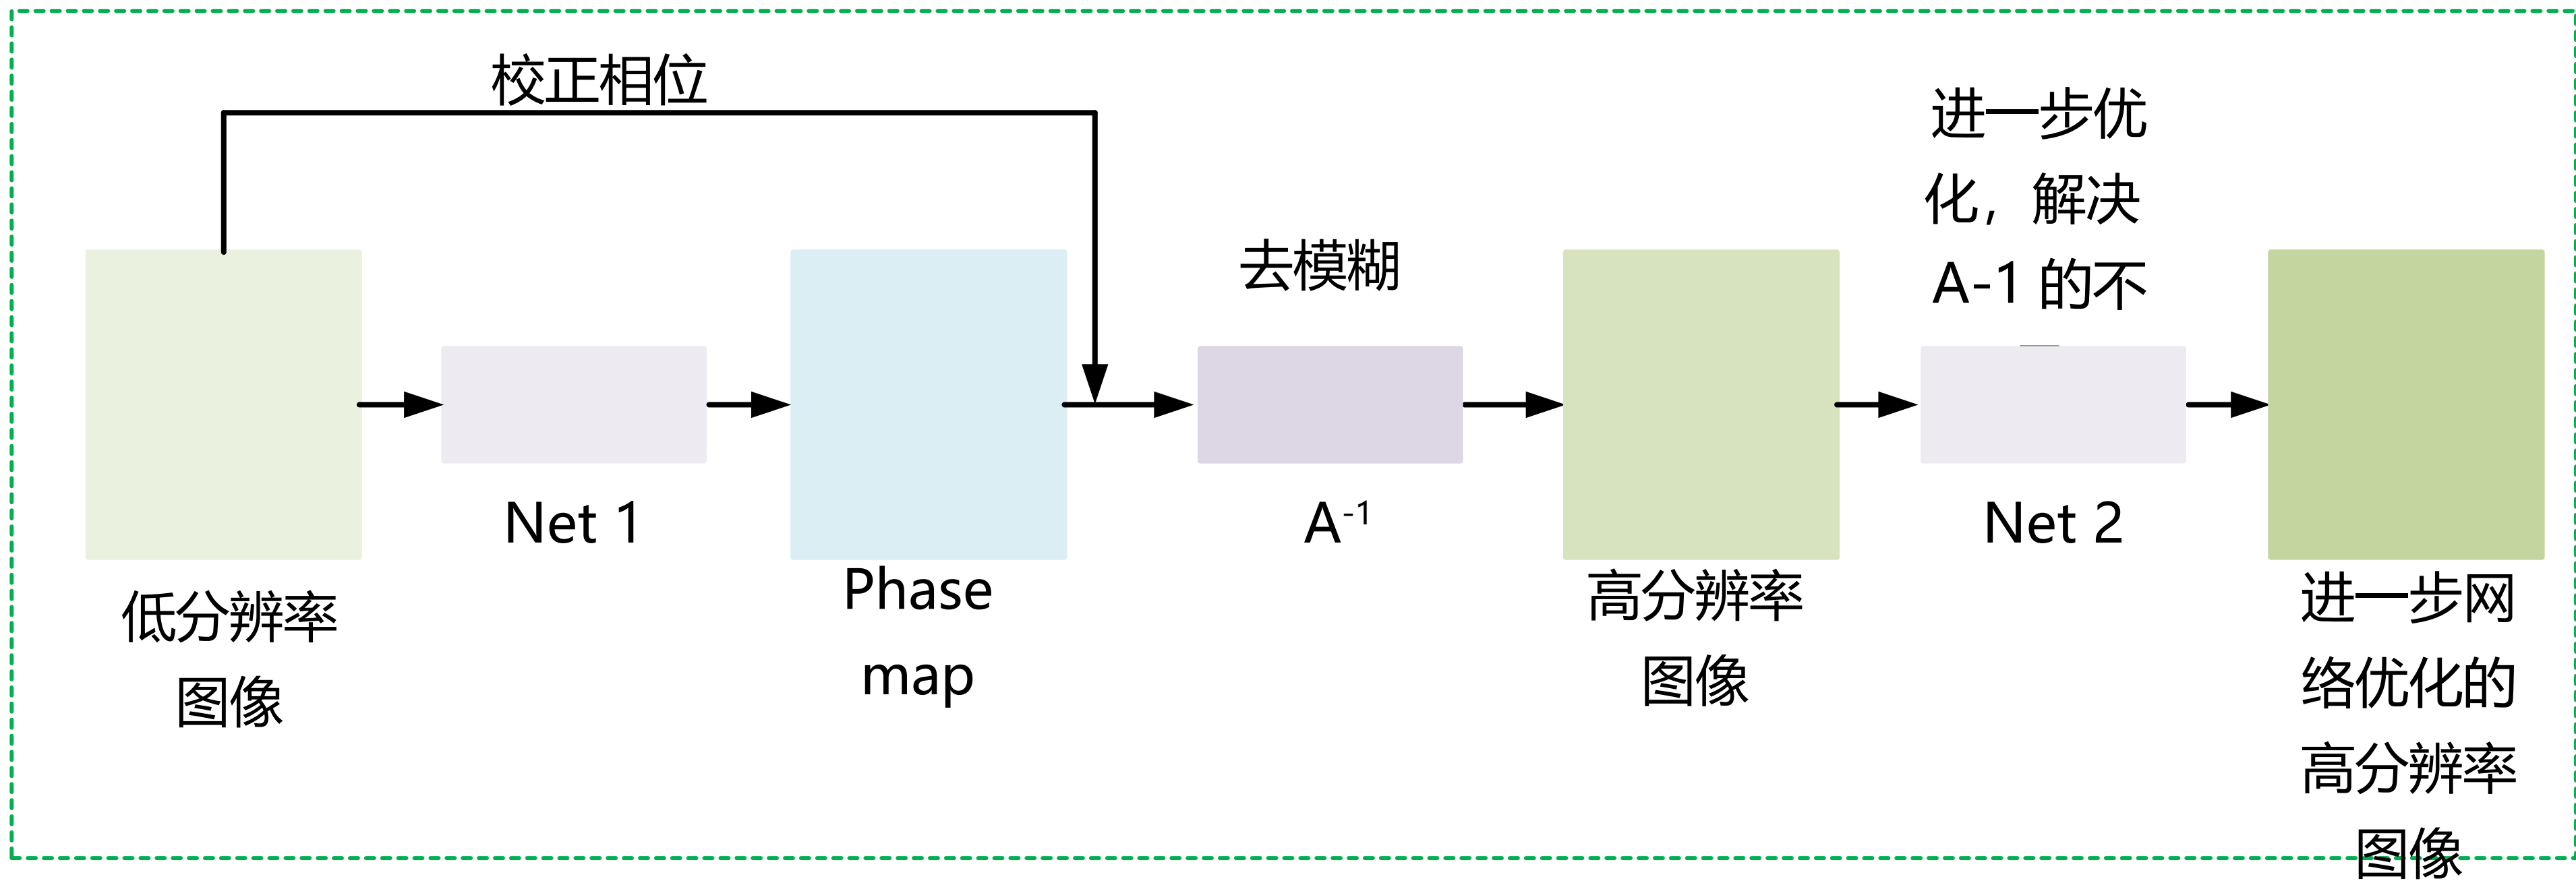 校正相位
进一步优
化，解决
A-1 的不
去模糊
Net 1
A-1
Net 2
Phase
map
低分辨率
图像
高分辨率
图像
进一步网
络优化的
高分辨率
图像